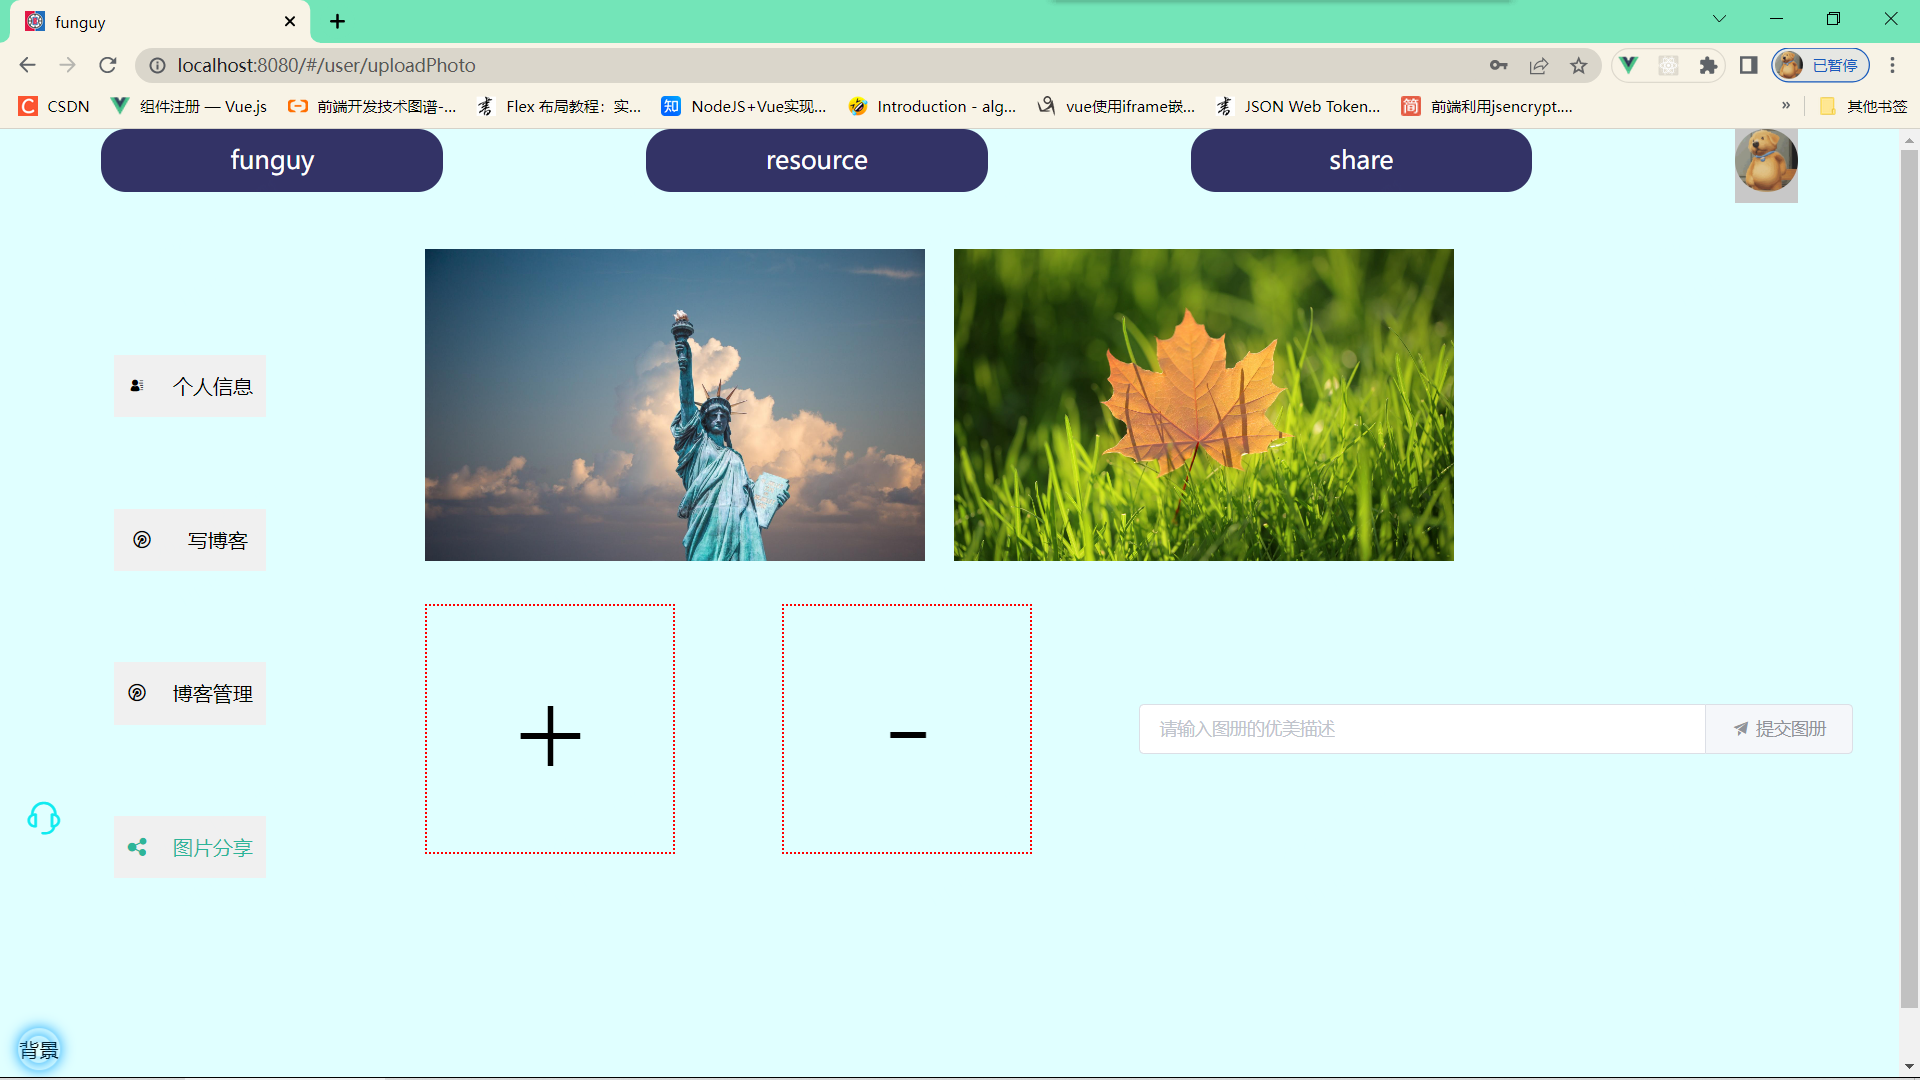 funguy
localhost:8080/#/user/uploadPhoto
已暂停
CSDN
组件注册 — Vue.js
前端开发技术图谱-...
Flex 布局教程：实...
知
NodeJS+Vue实现...
Introduction - alg...
vue使用iframe嵌...
JSON Web Token...
简
前端利用jsencrypt....
»
其他书签
funguy
resource
share
个人信息
写博客
博客管理
图片分享
+
-
请输入图册的优美描述
提交图册
背景